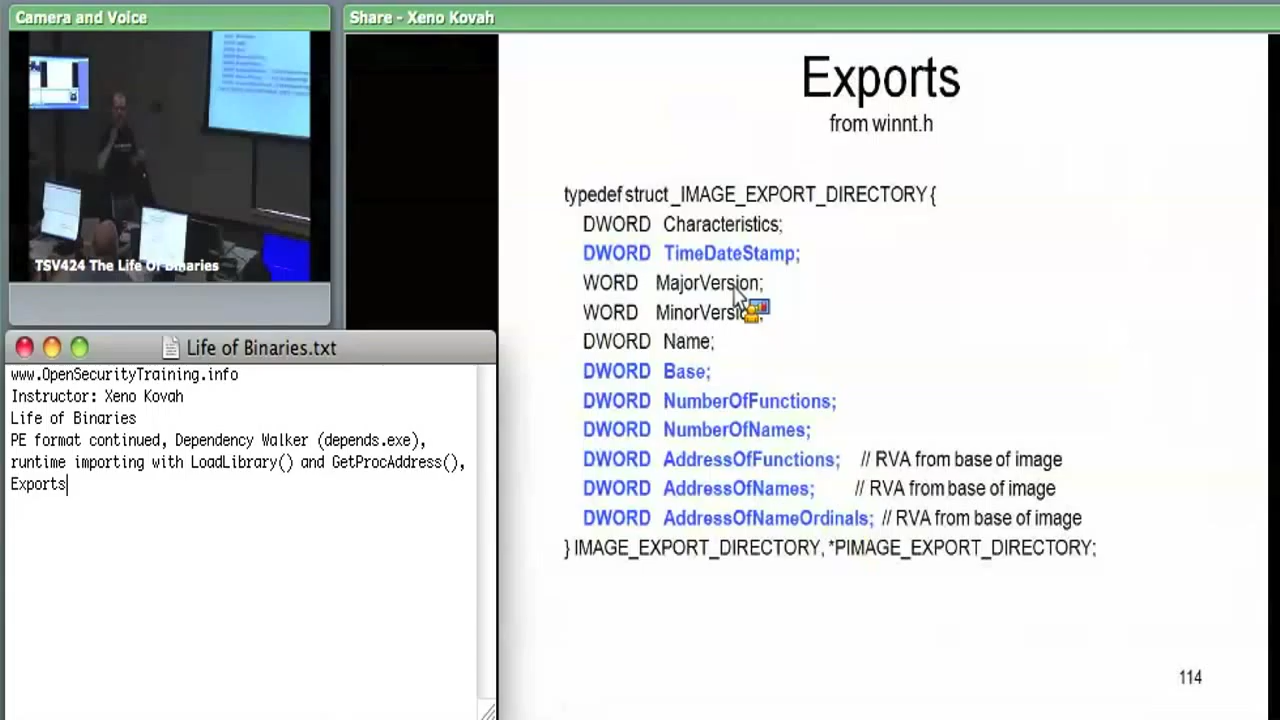 Camera and Voice
Share - Xeno Kovah
TSV424 The Life Of Binaries
Life of Binaries.txt
www.OpenSecurityTraining.info
Instructor: Xeno Kovah
Life of Binaries
PE format continued, Dependency Walker (depends.exe),
runtime importing with LoadLibrary() and GetProcAddress(),
Exports
Exports
from winnt.h
typedef struct _IMAGE_EXPORT_DIRECTORY {
DWORD Characteristics;
DWORD TimeDateStamp;
WORD MajorVersion;
WORD
DWORD Name;
DWORD Base;
DWORD NumberOfFunctions;
DWORD NumberOfNames;
DWORD AddressOfFunctions; // RVA from base of image
DWORD AddressOfNames; // RVA from base of image
DWORD AddressOfNameOrdinals; // RVA from base of image
} IMAGE_EXPORT_DIRECTORY, *PIMAGE_EXPORT_DIRECTORY;
114